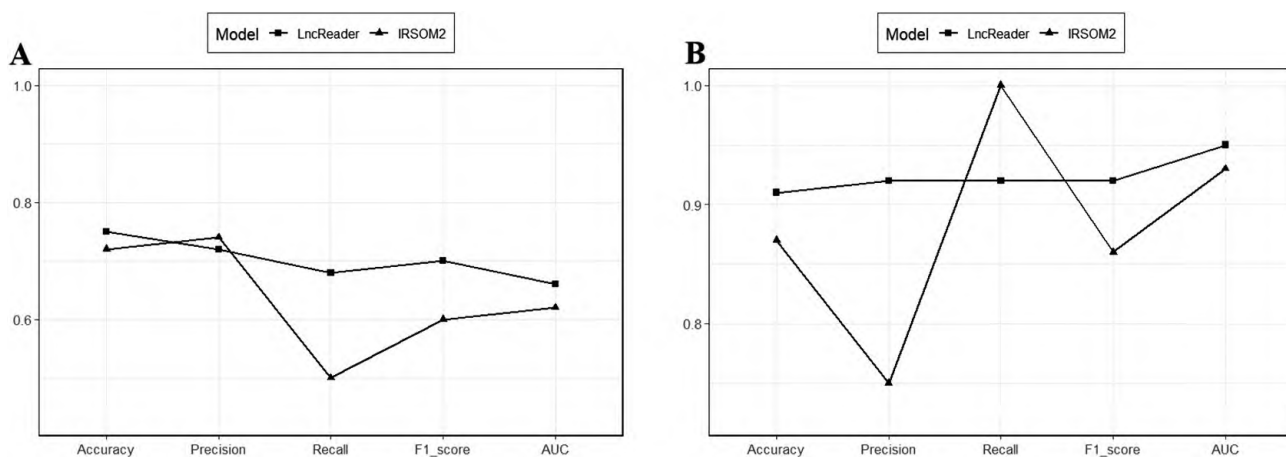 A
Model LncReader IRSOM2
1.0
0.8
0.6
Accuracy Precision Recall F1_score AUC
B
Model LncReader IRSOM2
1.0
0.9
0.8
Accuracy Precision Recall F1_score AUC